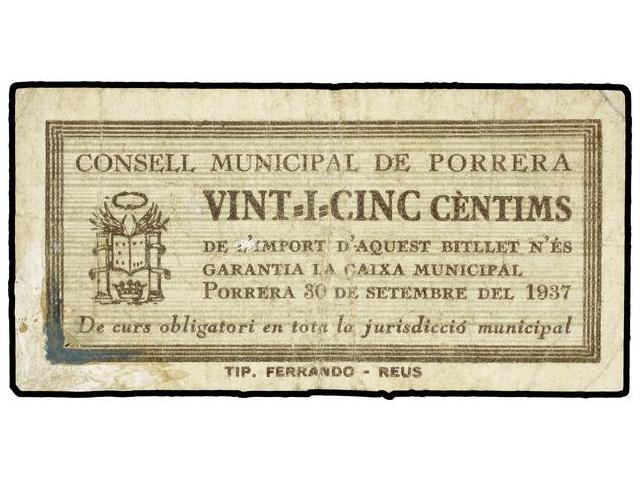 CONSELL MUNICIPAL DE PORRERA
VINT-I-CINC CÈNTIMS
DE L'IMPORT D'AQUEST BITLLET N'ÉS
GARANTIA LA CAIXA MUNICIPAL
PORRERA 30 DE SETEMBRE DEL 1937
De curs obligatori en tota la jurisdicció municipal
TIP. FERRANDO - REUS